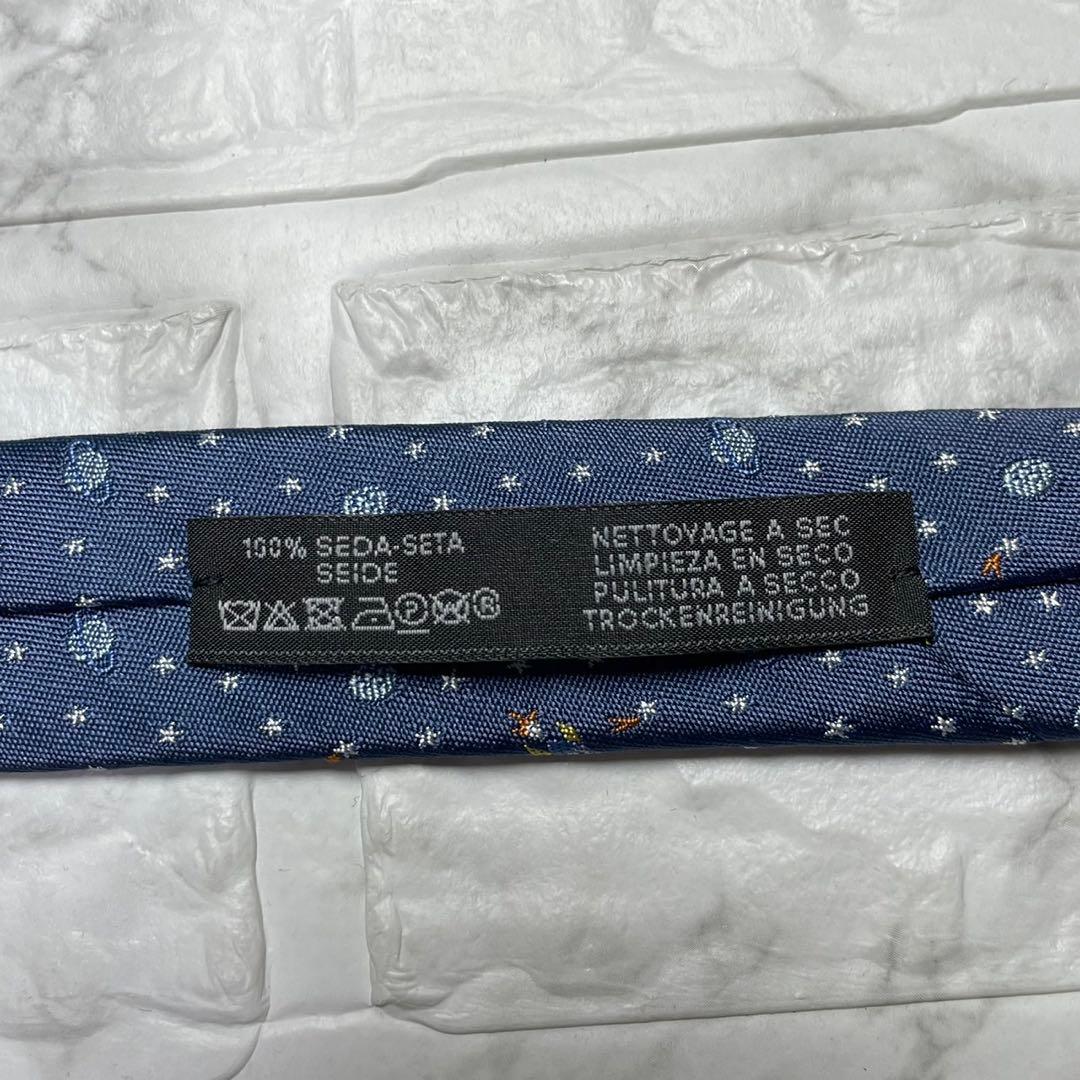 100% SEDA-SETA
SEIDE
P W B
NETTOYAGE A SEC
LIMPIEZA EN SECO
PULITURA A SECCO
TROCKENREINIGUNG